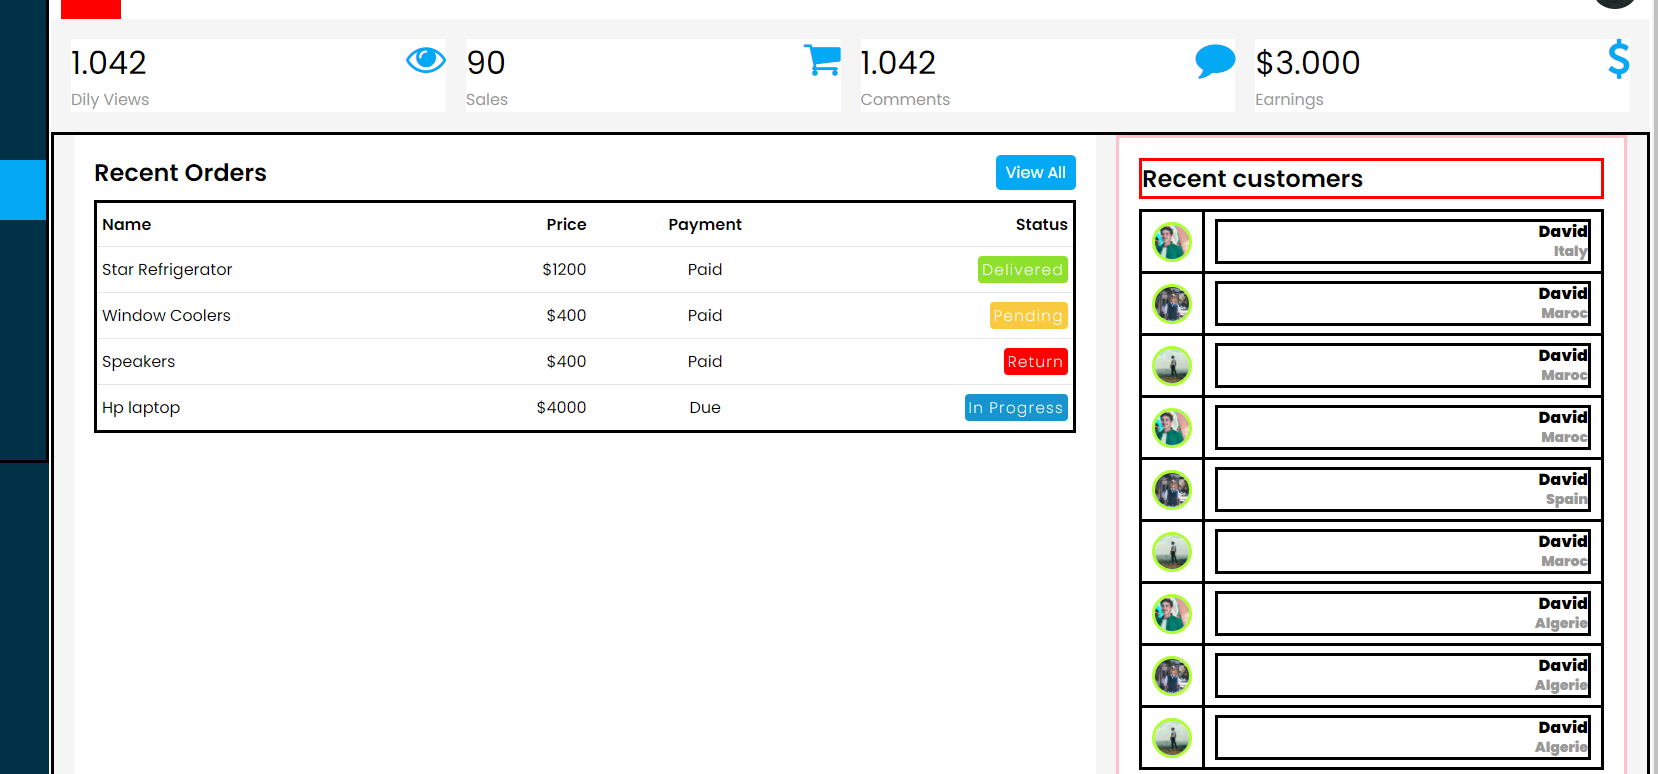 1.042
Dily Views
90
Sales
1.042
Comments
$3.000
Earnings
Recent Orders
View All
Name Price Payment Status
Star Refrigerator $1200 Paid Delivered
Window Coolers $400 Paid Pending
Speakers $400 Paid Return
Hp laptop $4000 Due In Progress
Recent customers
David
Italy
David
Maroc
David
Maroc
David
Maroc
David
Spain
David
Maroc
David
Algerie
David
Algerie
David
Algerie